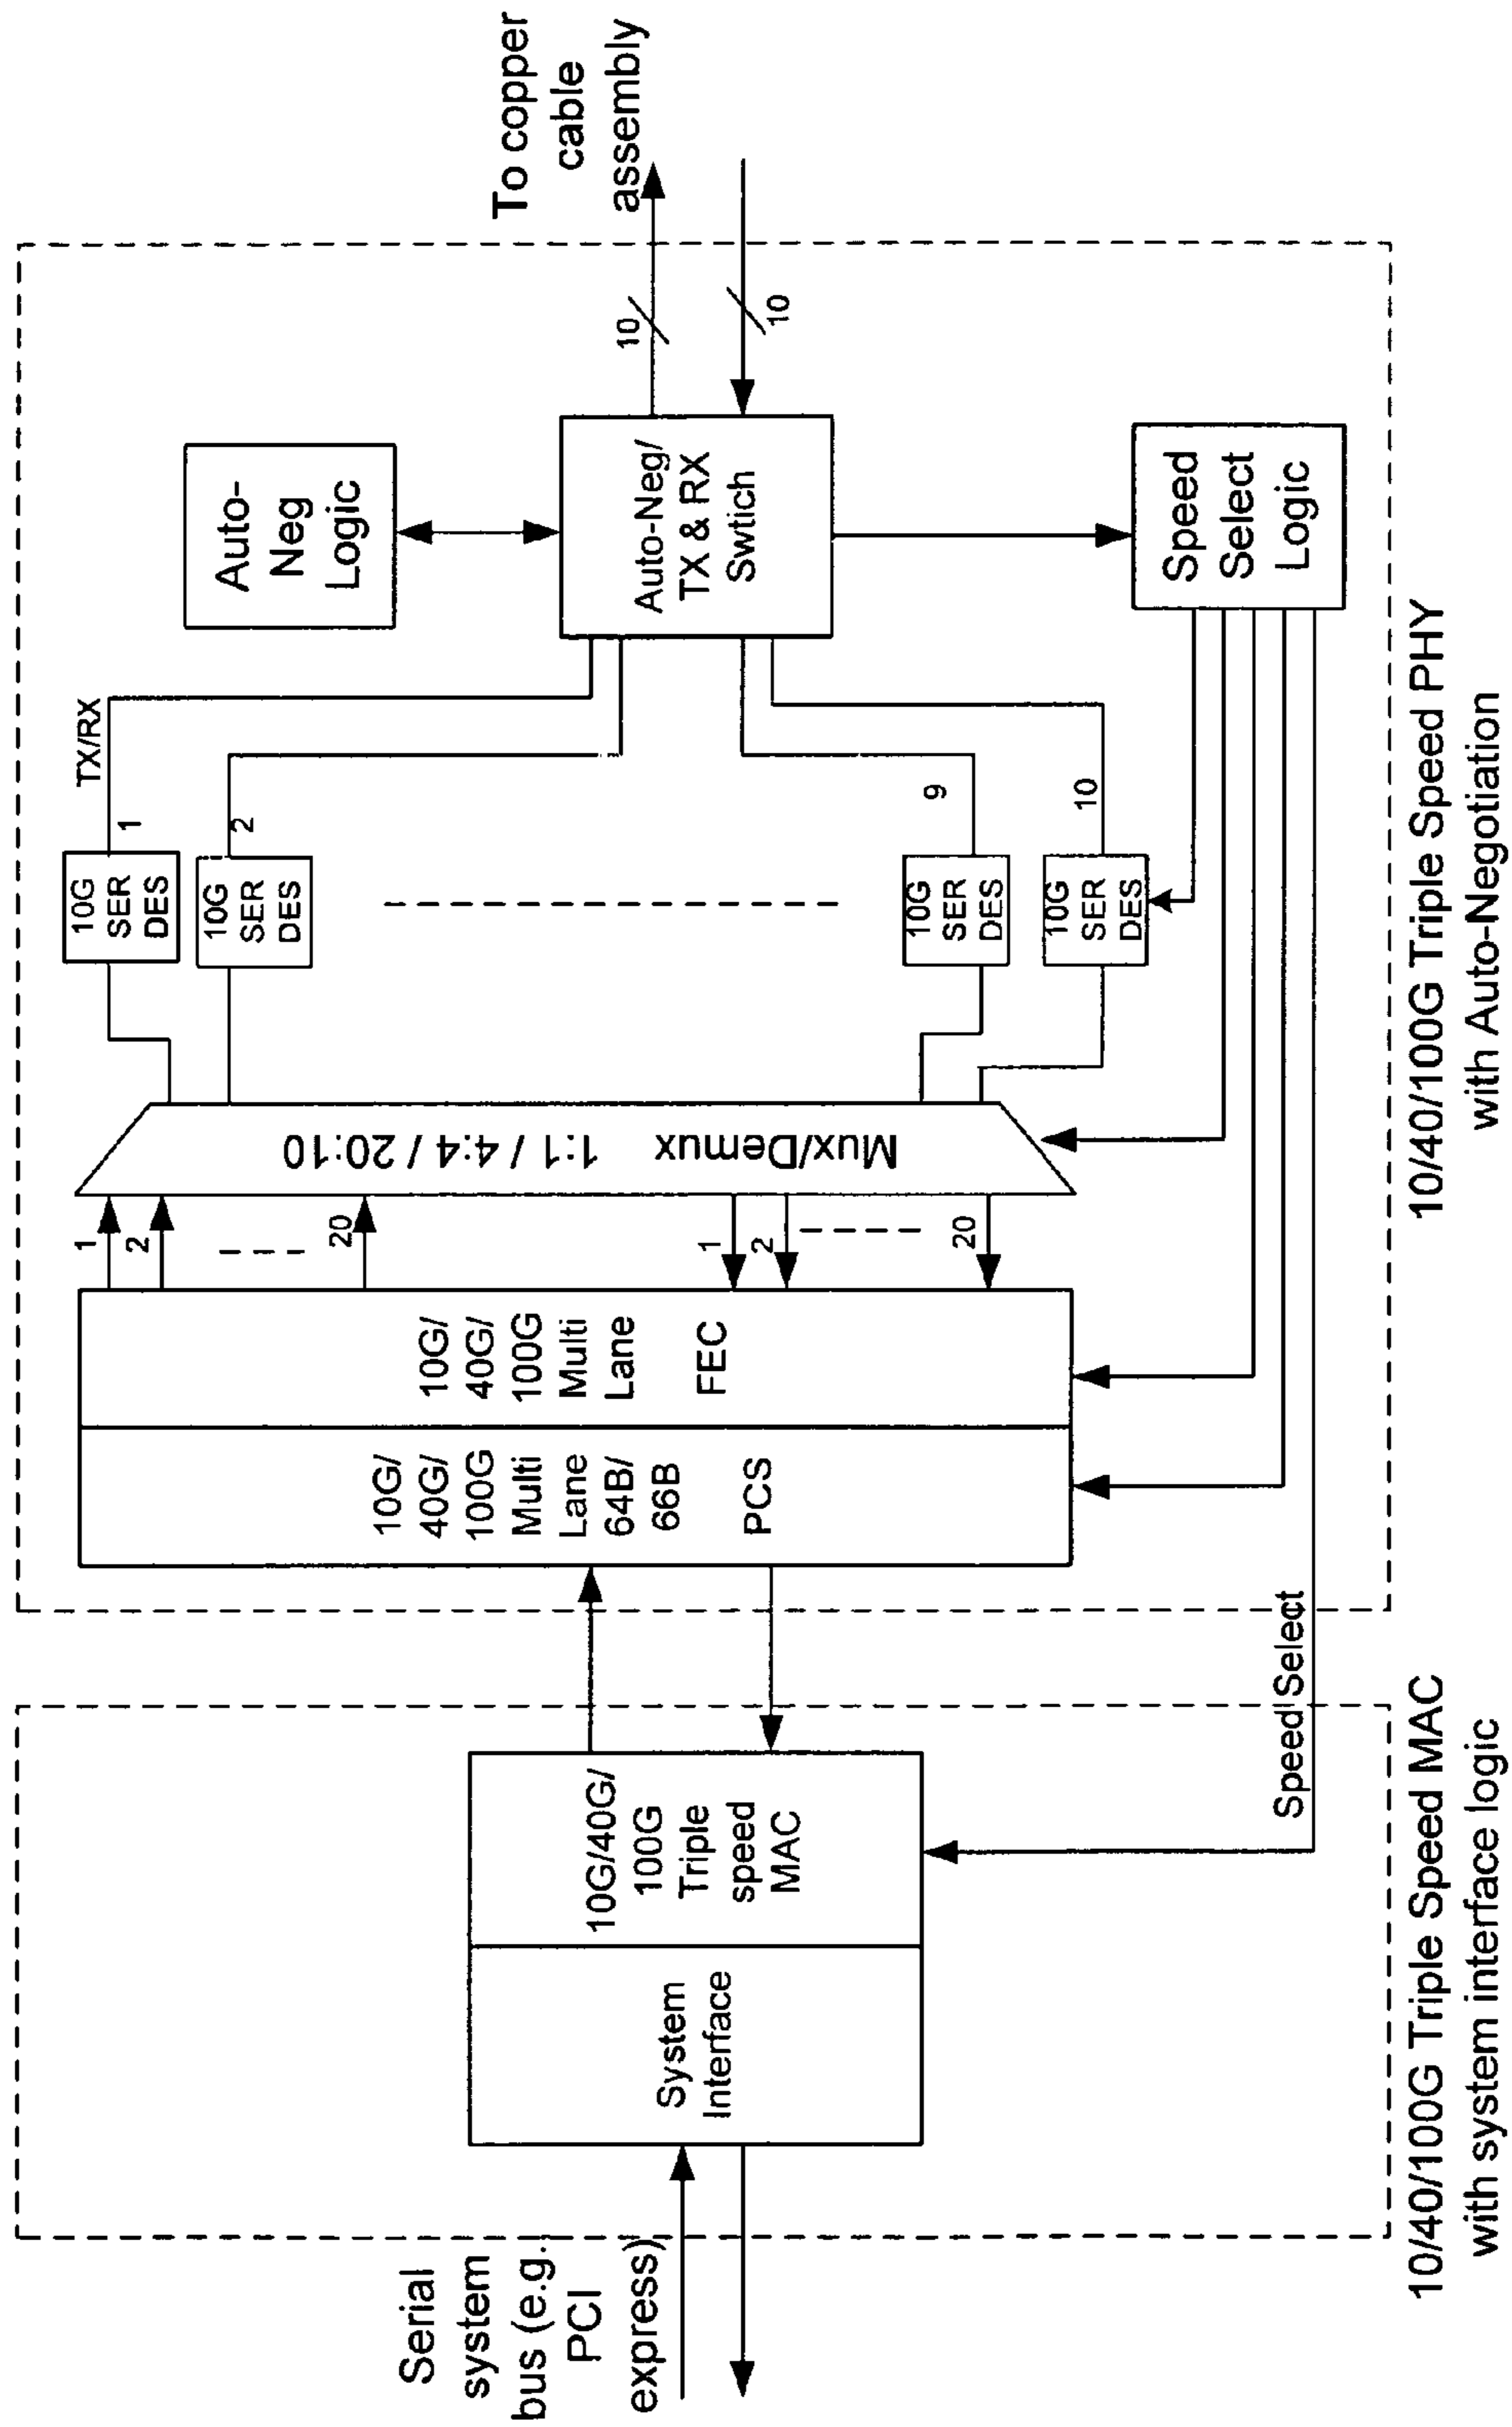 Serial
system
bus (e.g.
PCI
express)
System
Interface
10G/40G/
100G
Triple
speed
MAC
Speed Select
10/40/100G Triple Speed MAC
with system interface logic
10G/
40G/
100G
Multi
Lane
64B/
66B
PCS
10G/
40G/
100G
Multi
Lane
FEC
1
2
20
1
2
20
Mux/Demux 1:1 / 4:4 / 20:10
10G
SER
DES
10G
SER
DES
10G
SER
DES
10G
SER
DES
TX/RX
1
2
9
10
Auto-
Neg
Logic
Auto-Neg/
TX & RX
Swtich
Speed
Select
Logic
10
10
To copper
cable
assembly
10/40/100G Triple Speed PHY
with Auto-Negotiation